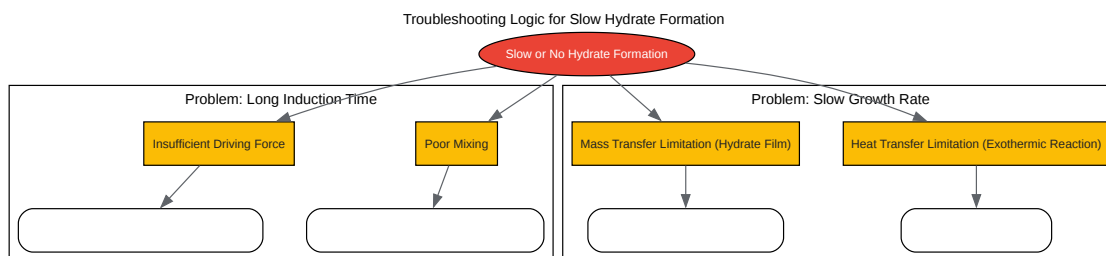 Troubleshooting Logic for Slow Hydrate Formation
Slow or No Hydrate Formation
Problem: Long Induction Time
Problem: Slow Growth Rate
Insufficient Driving Force
Poor Mixing
Mass Transfer Limitation (Hydrate Film)
Heat Transfer Limitation (Exothermic Reaction)